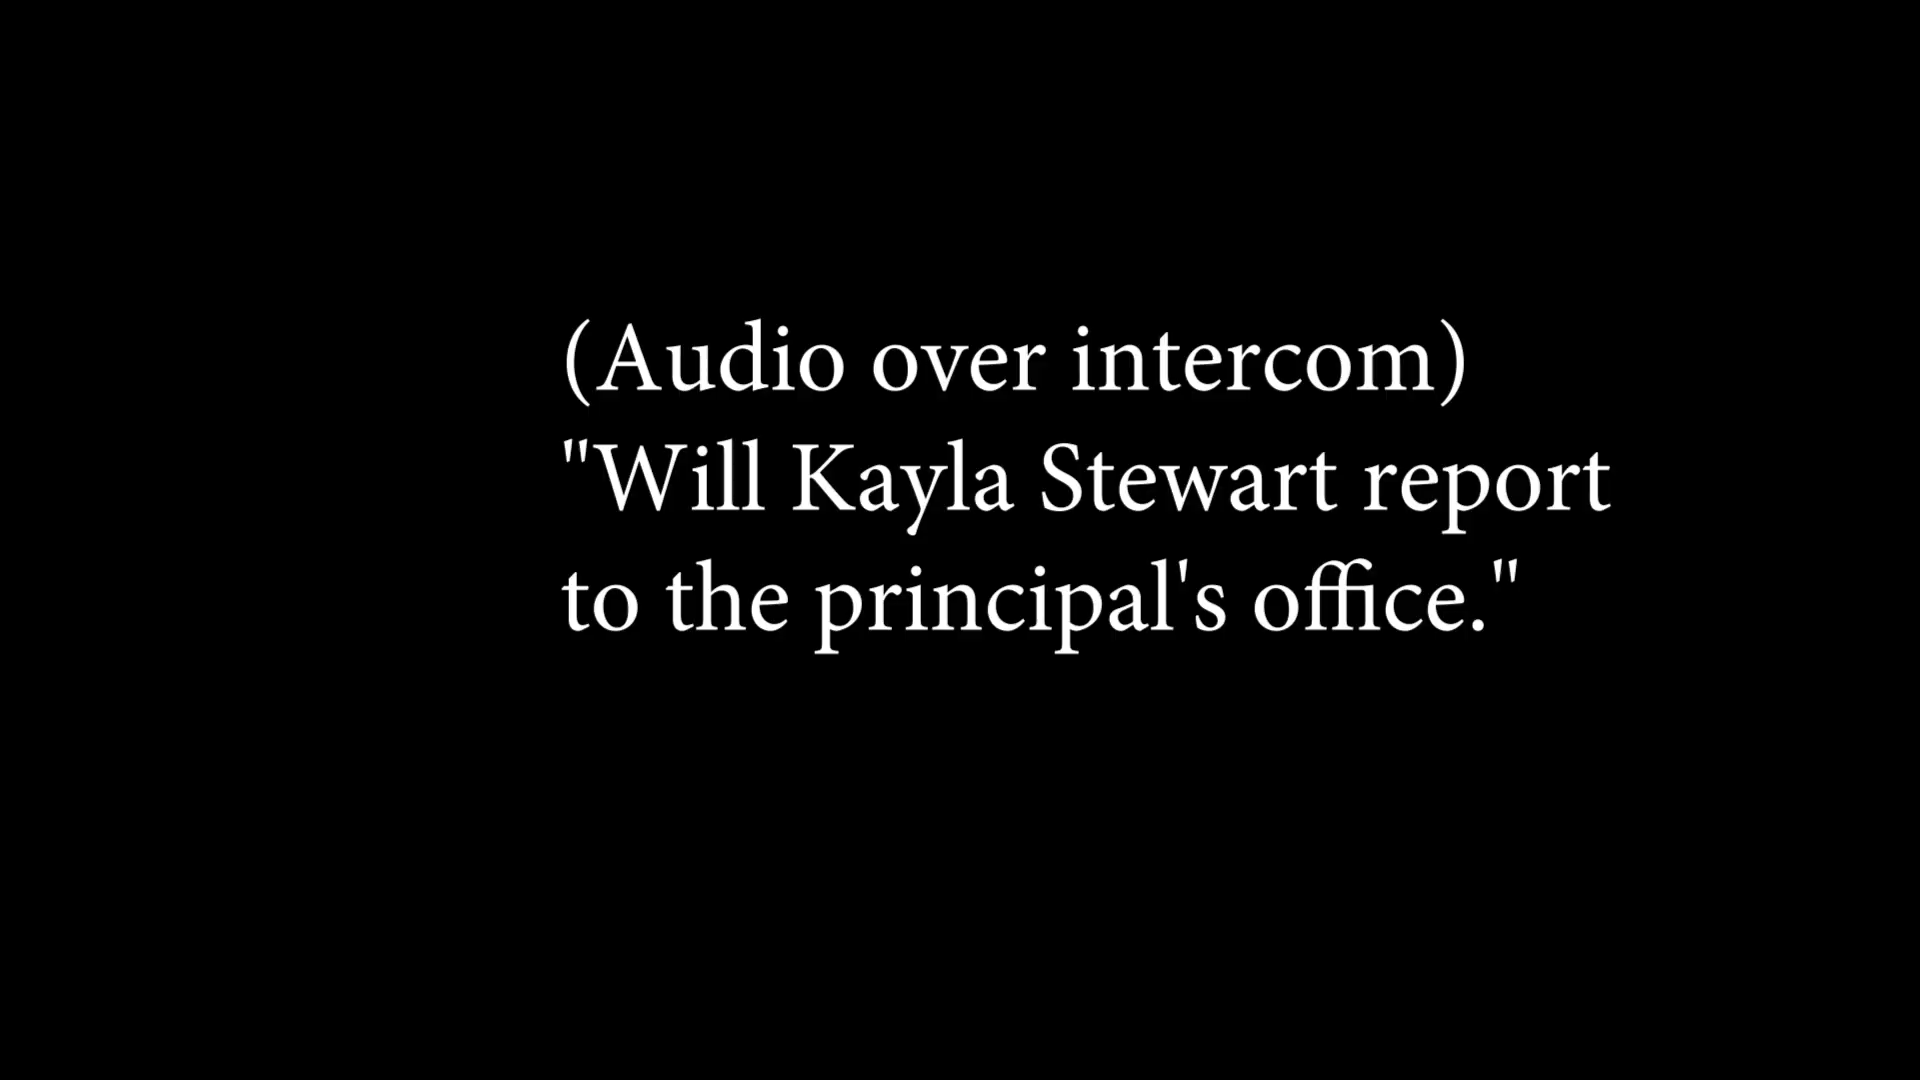 (Audio over intercom)
"Will Kayla Stewart report
to the principal's office."